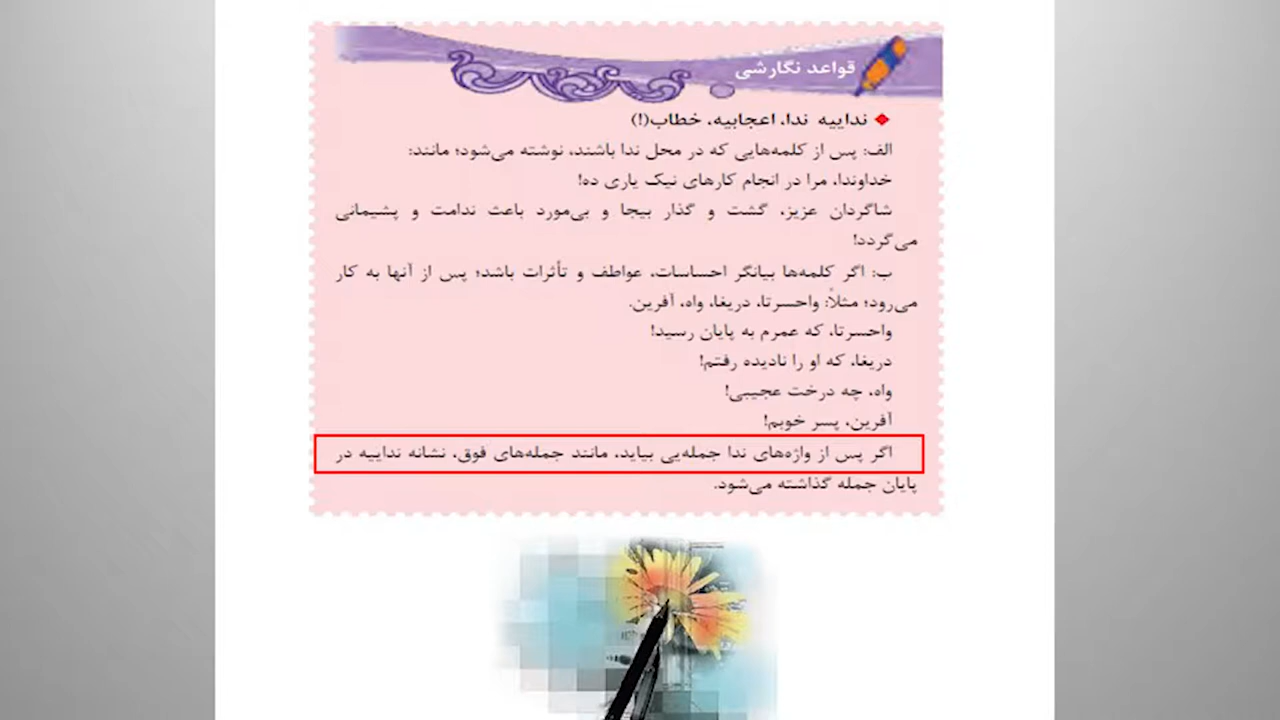 قواعد نگارشی
نداییه ندا، اعجابیه، خطاب(!)
الف: پس از کلمه‌هایی که در محل ندا باشند، نوشته می‌شود؛ مانند:
خداوندا، مرا در انجام کارهای نیک یاری ده!
شاگردان عزیز، گشت و گذار بیجا و بی‌مورد باعث ندامت و پشیمانی
می‌گردد!
ب: اگر کلمه‌ها بیانگر احساسات، عواطف و تأثرات باشد؛ پس از آنها به کار
می‌رود؛ مثلاً: واحسرتا، دریغا، واه، آفرین.
واحسرتا، که عمرم به پایان رسید!
دریغا، که او را نادیده رفتم!
واه، چه درخت عجیبی!
آفرین، پسر خوبم!
اگر پس از واژه‌های ندا جمله‌یی بیاید، مانند جمله‌های فوق، نشانه نداییه در
پایان جمله گذاشته می‌شود.